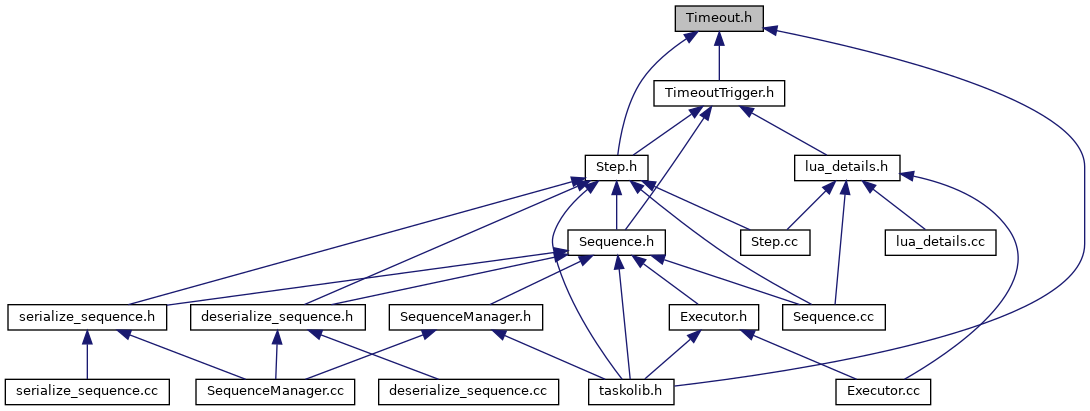 Timeout.h
TimeoutTrigger.h
Step.h
lua_details.h
Sequence.h
Step.cc
lua_details.cc
serialize_sequence.h
deserialize_sequence.h
SequenceManager.h
Executor.h
Sequence.cc
serialize_sequence.cc
SequenceManager.cc
deserialize_sequence.cc
taskolib.h
Executor.cc